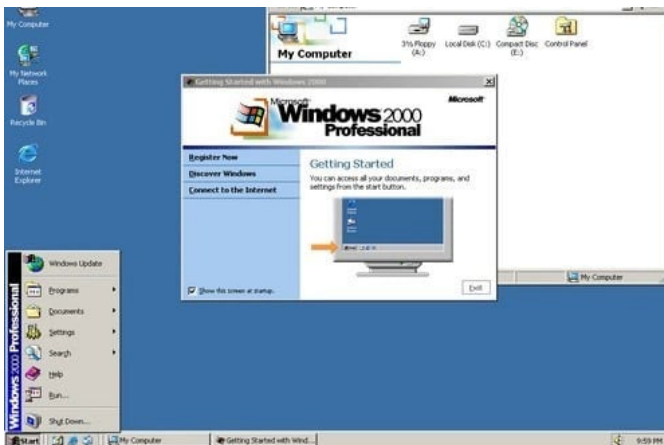 My Computer
My Network
Places
Recycle Bin
Internet
Explorer
My Computer
3½ Floppy
(A:)
Local Disk (C:)
Compact Disc
(E:)
Control Panel
Getting Started with Windows 2000
Microsoft
Microsoft
Windows 2000
Professional
Register Now
Discover Windows
Connect to the Internet
Getting Started
You can access all your documents, programs, and
settings from the start button.
Show this screen at startup.
Exit
My Computer
Windows 2000 Professional
Windows Update
Programs
Documents
Settings
Search
Help
Run...
Shut Down...
Start
My Computer
Getting Started with Wind...
9:59 PM